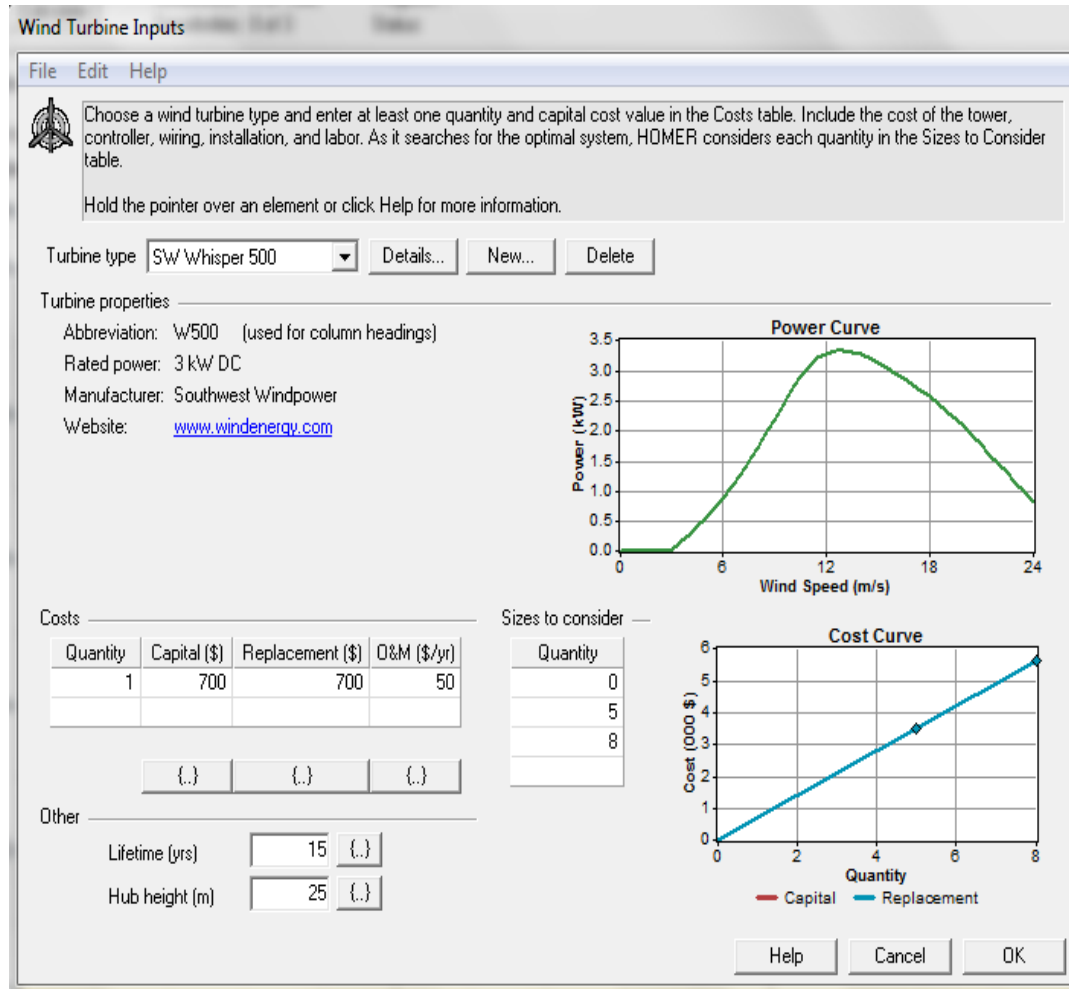 Wind Turbine Inputs
File Edit Help
Choose a wind turbine type and enter at least one quantity and capital cost value in the Costs table. Include the cost of the tower,
controller, wiring, installation, and labor. As it searches for the optimal system, HOMER considers each quantity in the Sizes to Consider
table.
Hold the pointer over an element or click Help for more information.
Turbine type SW Whisper 500 Details... New... Delete
Turbine properties
Abbreviation: W500 (used for column headings)
Rated power: 3 kW DC
Manufacturer: Southwest Windpower
Website: www.windenergy.com
Power Curve
Power (kW)
3.5
3.0
2.5
2.0
1.5
1.0
0.5
0.0
0 6 12 18 24
Wind Speed (m/s)
Costs
Quantity Capital ($) Replacement ($) O&M ($/yr)
1 700 700 50
{..} {..} {..}
Sizes to consider
Quantity
0
5
8
Cost Curve
Cost (000 $)
6
5
4
3
2
1
0
0 2 4 6 8
Quantity
Capital Replacement
Other
Lifetime (yrs) 15 {..}
Hub height (m) 25 {..}
Help Cancel OK